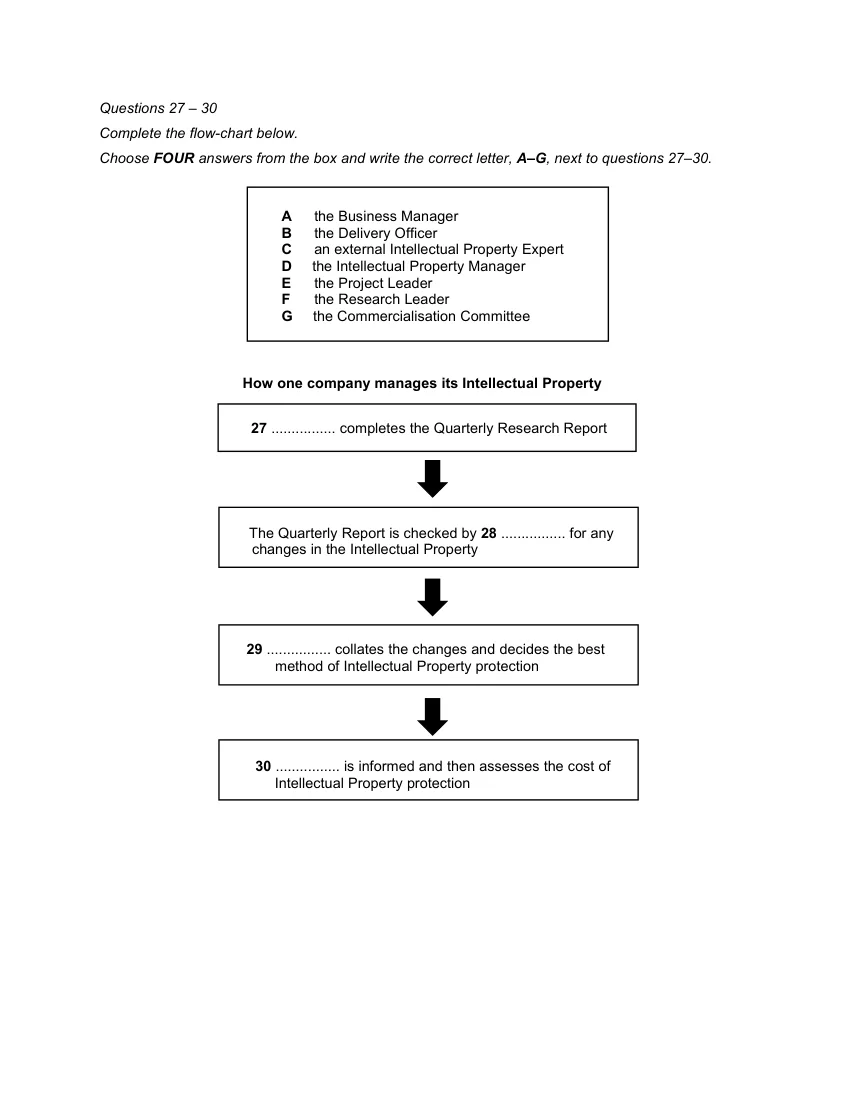 Questions 27 – 30
Complete the flow-chart below.
Choose FOUR answers from the box and write the correct letter, A–G, next to questions 27–30.
A the Business Manager
B the Delivery Officer
C an external Intellectual Property Expert
D the Intellectual Property Manager
E the Project Leader
F the Research Leader
G the Commercialisation Committee
How one company manages its Intellectual Property
27 ................ completes the Quarterly Research Report
The Quarterly Report is checked by 28 ................ for any
changes in the Intellectual Property
29 ................ collates the changes and decides the best
method of Intellectual Property protection
30 ................ is informed and then assesses the cost of
Intellectual Property protection